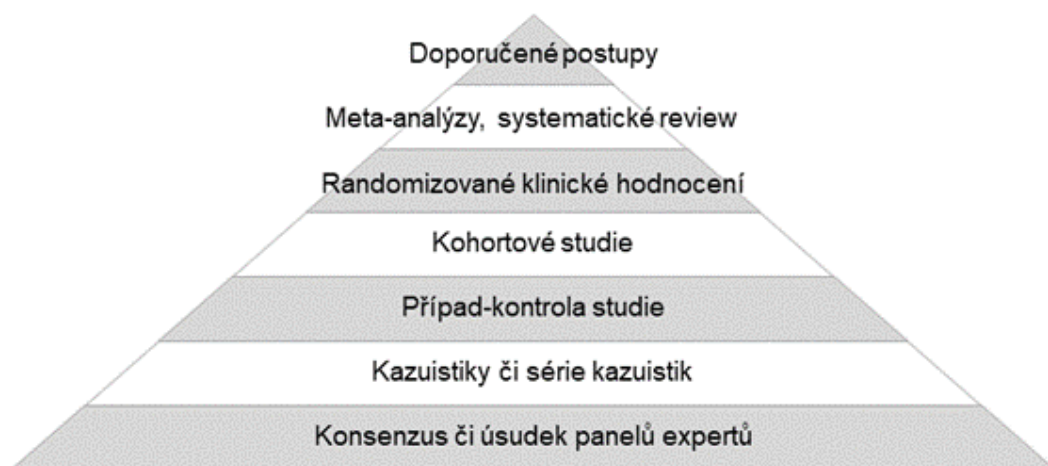 Doporučené postupy
Meta-analýzy, systematické review
Randomizované klinické hodnocení
Kohortové studie
Případ-kontrola studie
Kazuistiky či série kazuistik
Konsenzus či úsudek panelů expertů